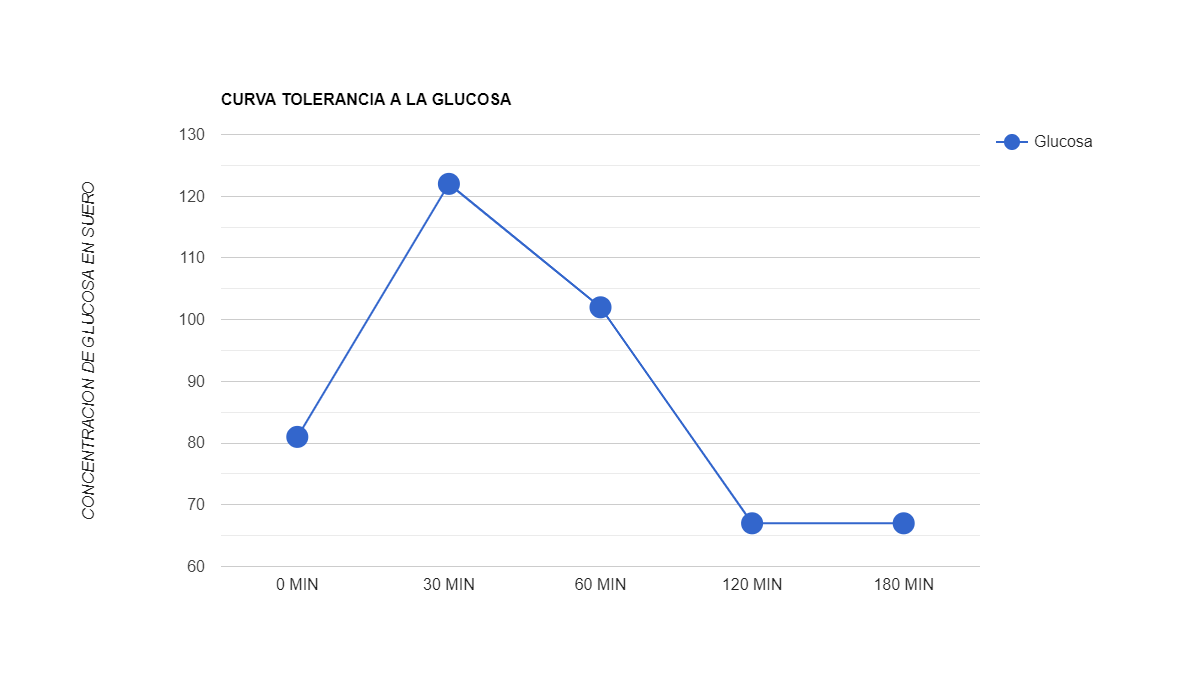 CURVA TOLERANCIA A LA GLUCOSA
Glucosa
CONCENTRACION DE GLUCOSA EN SUERO
130
120
110
100
90
80
70
60
0 MIN
30 MIN
60 MIN
120 MIN
180 MIN